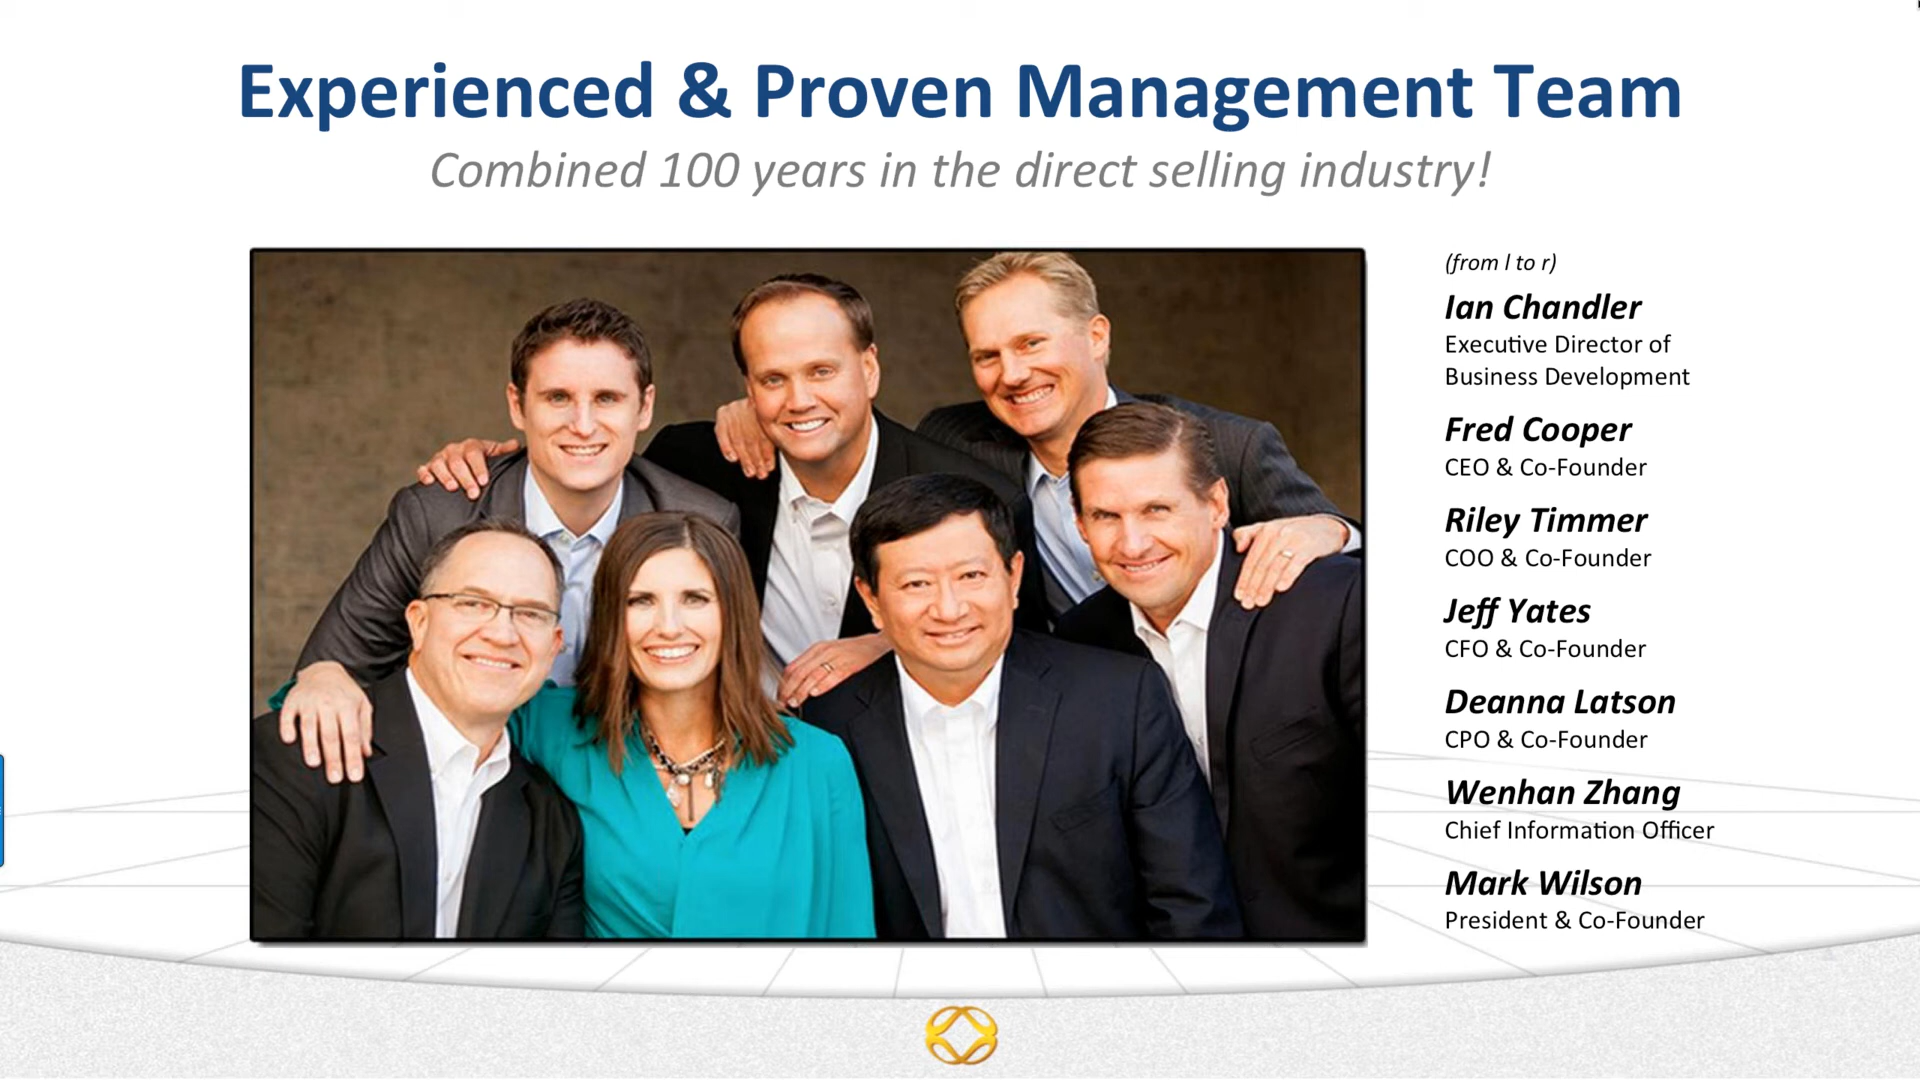 Experienced & Proven Management Team
Combined 100 years in the direct selling industry!
(from l to r)
Ian Chandler
Executive Director of
Business Development
Fred Cooper
CEO & Co-Founder
Riley Timmer
COO & Co-Founder
Jeff Yates
CFO & Co-Founder
Deanna Latson
CPO & Co-Founder
Wenhan Zhang
Chief Information Officer
Mark Wilson
President & Co-Founder